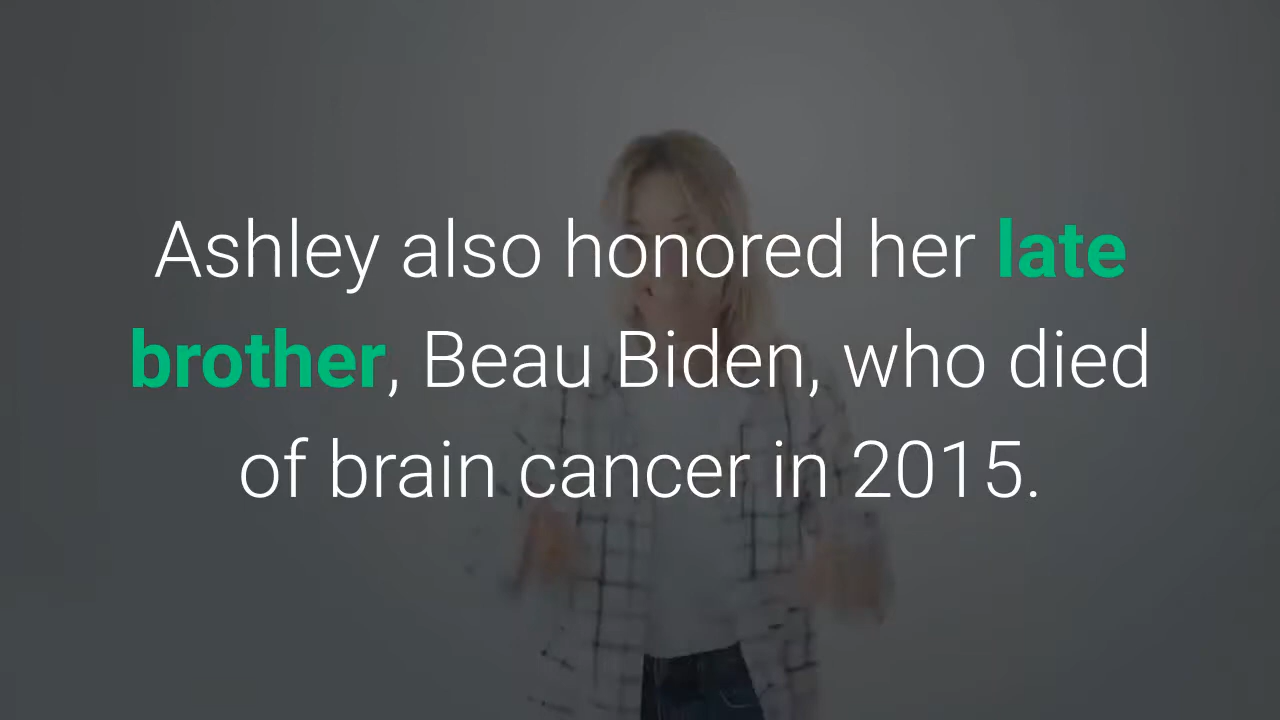 Ashley also honored her late
brother, Beau Biden, who died
of brain cancer in 2015.